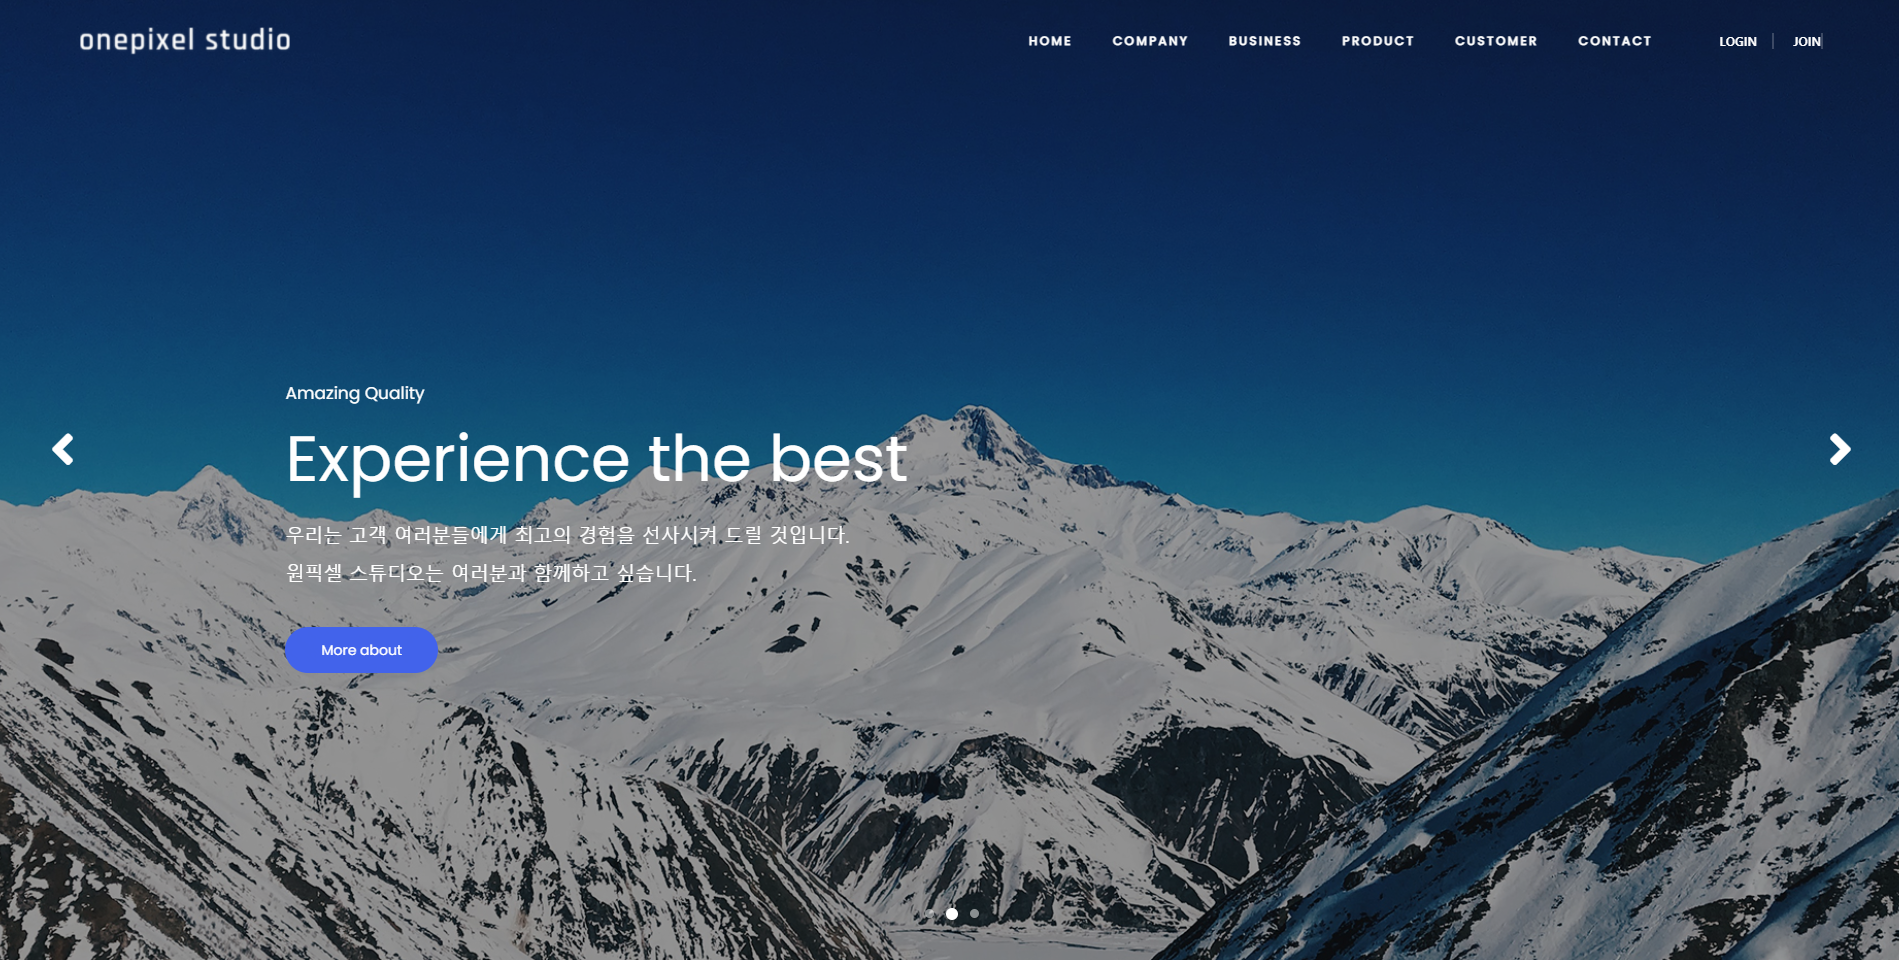 onepixel studio
HOME COMPANY BUSINESS PRODUCT CUSTOMER CONTACT LOGIN JOIN
Amazing Quality
Experience the best
우리는 고객 여러분들에게 최고의 경험을 선사시켜 드릴 것입니다.
원픽셀 스튜디오는 여러분과 함께하고 싶습니다.
More about